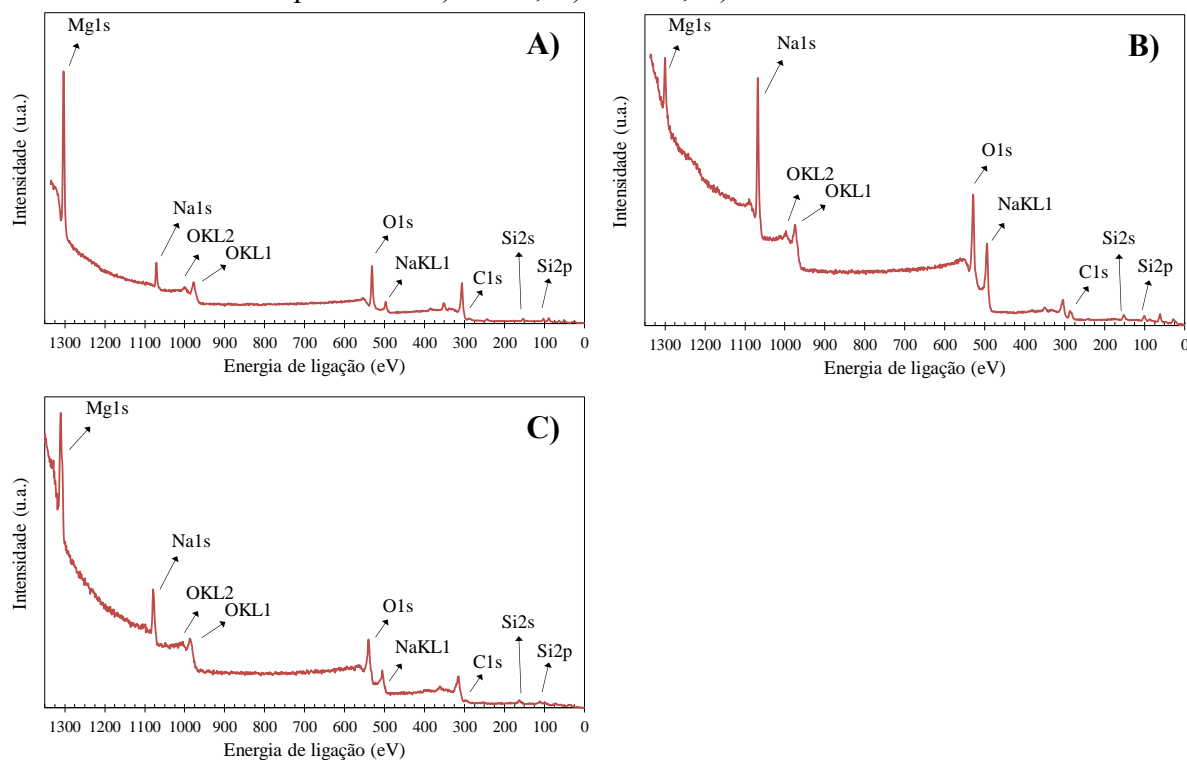 Mg1s
A)
Na1s
OKL2
OKL1
O1s
NaKL1
Si2s
C1s
Si2p
Intensidade (u.a.)
1300 1200 1100 1000 900 800 700 600 500 400 300 200 100 0
Energia de ligação (eV)
Mg1s
B)
Na1s
OKL2
OKL1
O1s
NaKL1
Si2s
C1s
Si2p
Intensidade (u.a.)
1300 1200 1100 1000 900 800 700 600 500 400 300 200 100 0
Energia de ligação (eV)
Mg1s
C)
Na1s
OKL2
OKL1
O1s
NaKL1
Si2s
C1s
Si2p
Intensidade (u.a.)
1300 1200 1100 1000 900 800 700 600 500 400 300 200 100 0
Energia de ligação (eV)